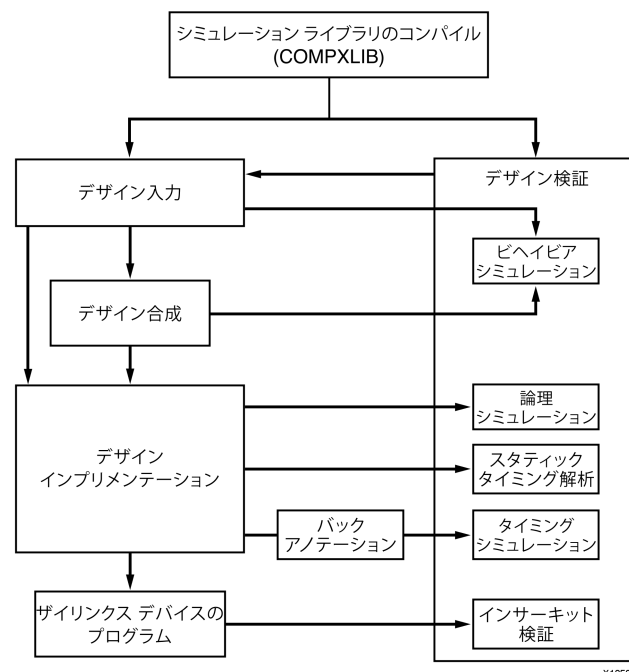 シミュレーション ライブラリのコンパイル
(COMPXLIB)
デザイン入力
デザイン検証
ビヘイビア
シミュレーション
デザイン合成
論理
シミュレーション
デザイン
インプリメンテーション
スタティック
タイミング解析
バック
アノテーション
タイミング
シミュレーション
ザイリンクス デバイスの
プログラム
インサーキット
検証